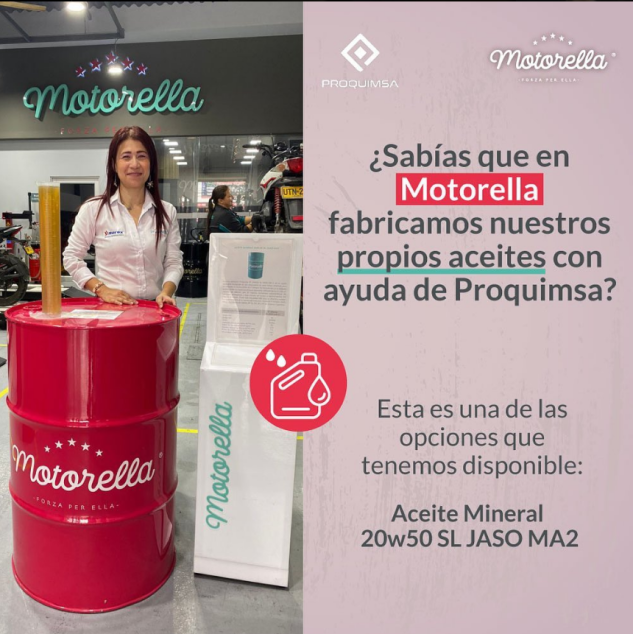 Motorella
Motorella
FORZA PER ELLA
Motorella
PROQUIMSA
Motorella
FORZA PER ELLA
¿Sabías que en
Motorella
fabricamos nuestros
propios aceites con
ayuda de Proquimsa?
Esta es una de las
opciones que
tenemos disponible:
Aceite Mineral
20w50 SL JASO MA2